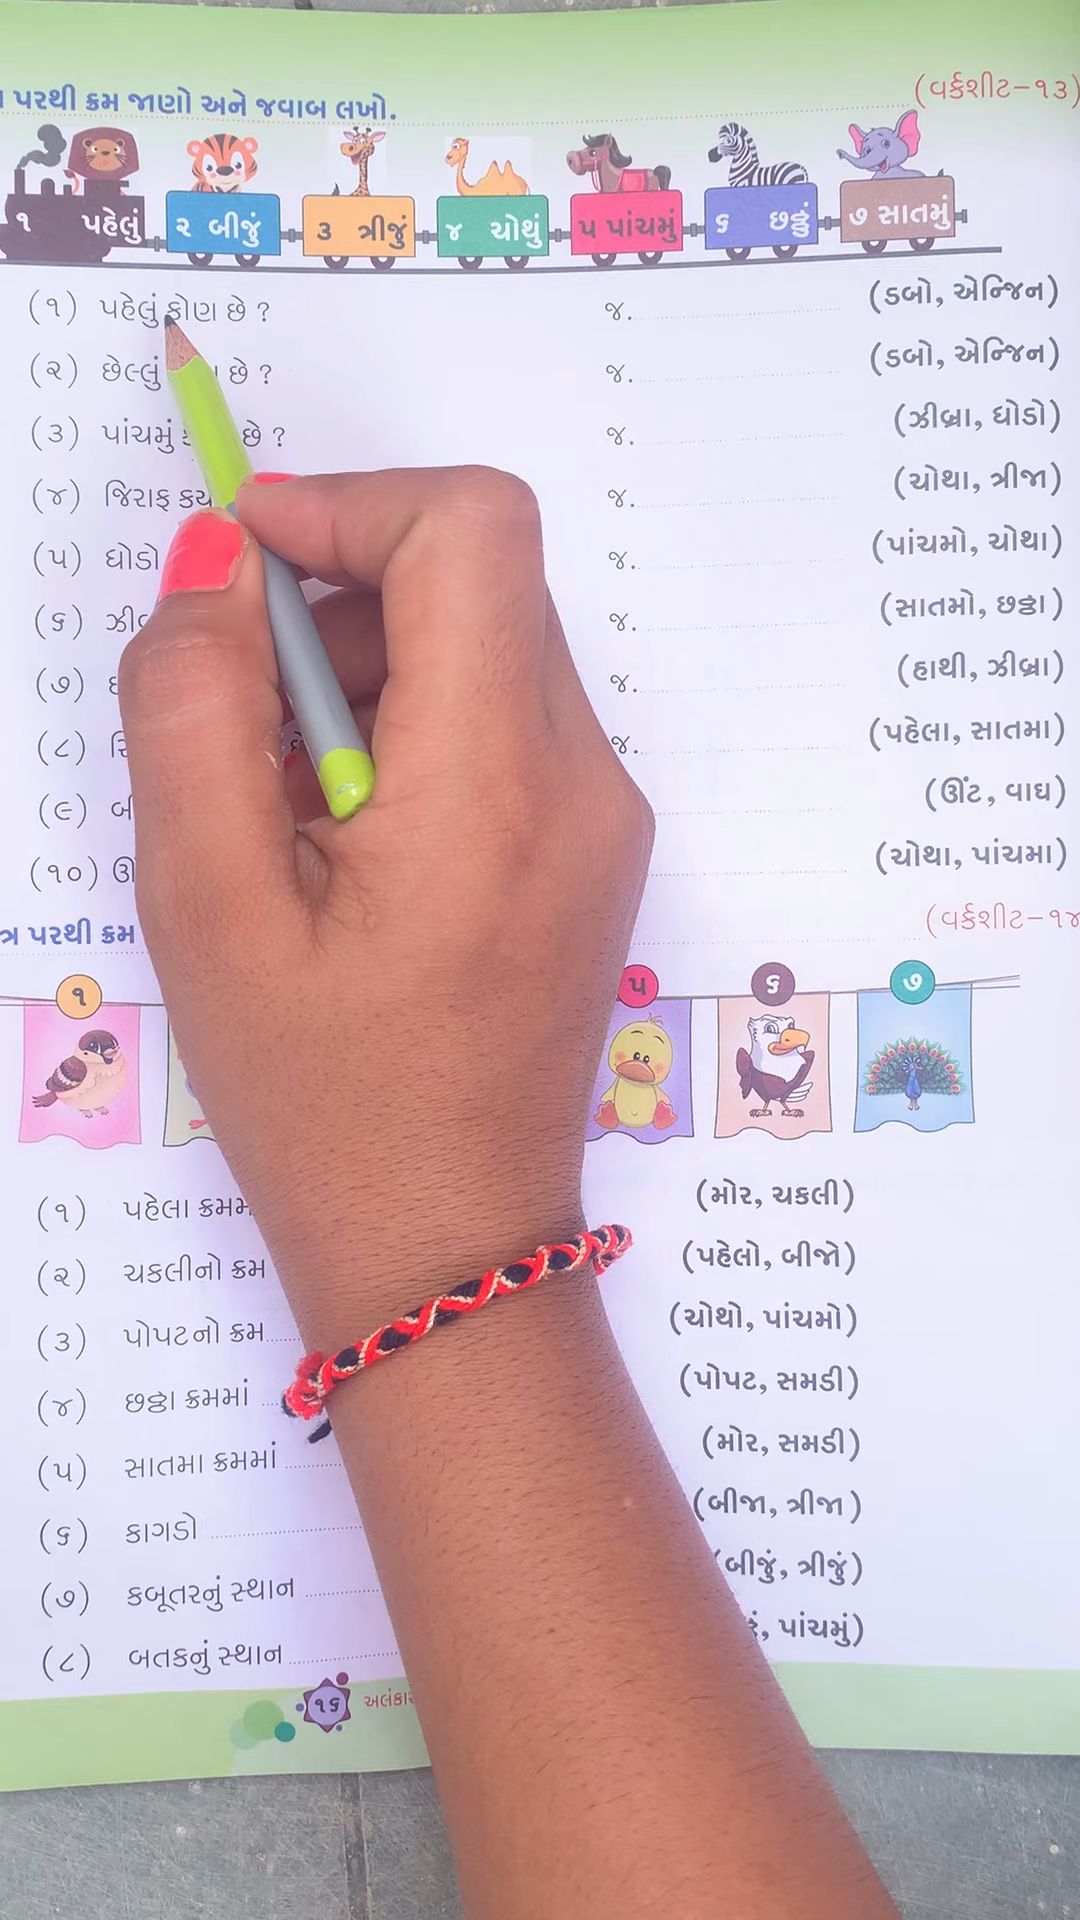 પરથી ક્રમ જાણો અને જવાબ લખો.
(વર્કશીટ-૧૩)
૧ પહેલું ૨ બીજું ૩ ત્રીજું ૪ ચોથું ૫ પાંચમું ૬ છઠ્ઠું ૭ સાતમું
(૧) પહેલું કોણ છે ? જ. (ડબો, એન્જિન)
(૨) છેલ્લું છે ? જ. (ડબો, એન્જિન)
(૩) પાંચમું છે ? જ. (ઝીબ્રા, ઘોડો)
(૪) જિરાફ જ. (ચોથા, ત્રીજા)
(૫) ઘોડો જ. (પાંચમો, ચોથા)
(૬) જ. (સાતમો, છઠ્ઠા)
(૭) જ. (હાથી, ઝીબ્રા)
(૮) જ. (પહેલા, સાતમા)
(૯) (ઊંટ, વાઘ)
(૧૦) (ચોથા, પાંચમા)
પરથી ક્રમ
(વર્કશીટ-૧૪
૧ ૫ ૬ ૭
(૧) પહેલા (મોર, ચકલી)
(૨) ચકલીનો ક્રમ (પહેલો, બીજો)
(૩) પોપટનો ક્રમ (ચોથો, પાંચમો)
(૪) છઠ્ઠા ક્રમમાં (પોપટ, સમડી)
(૫) સાતમા ક્રમમાં (મોર, સમડી)
(૬) કાગડો (બીજા, ત્રીજા)
(૭) કબૂતરનું સ્થાન (બીજું, ત્રીજું)
(૮) બતકનું સ્થાન પાંચમું)
૧૬